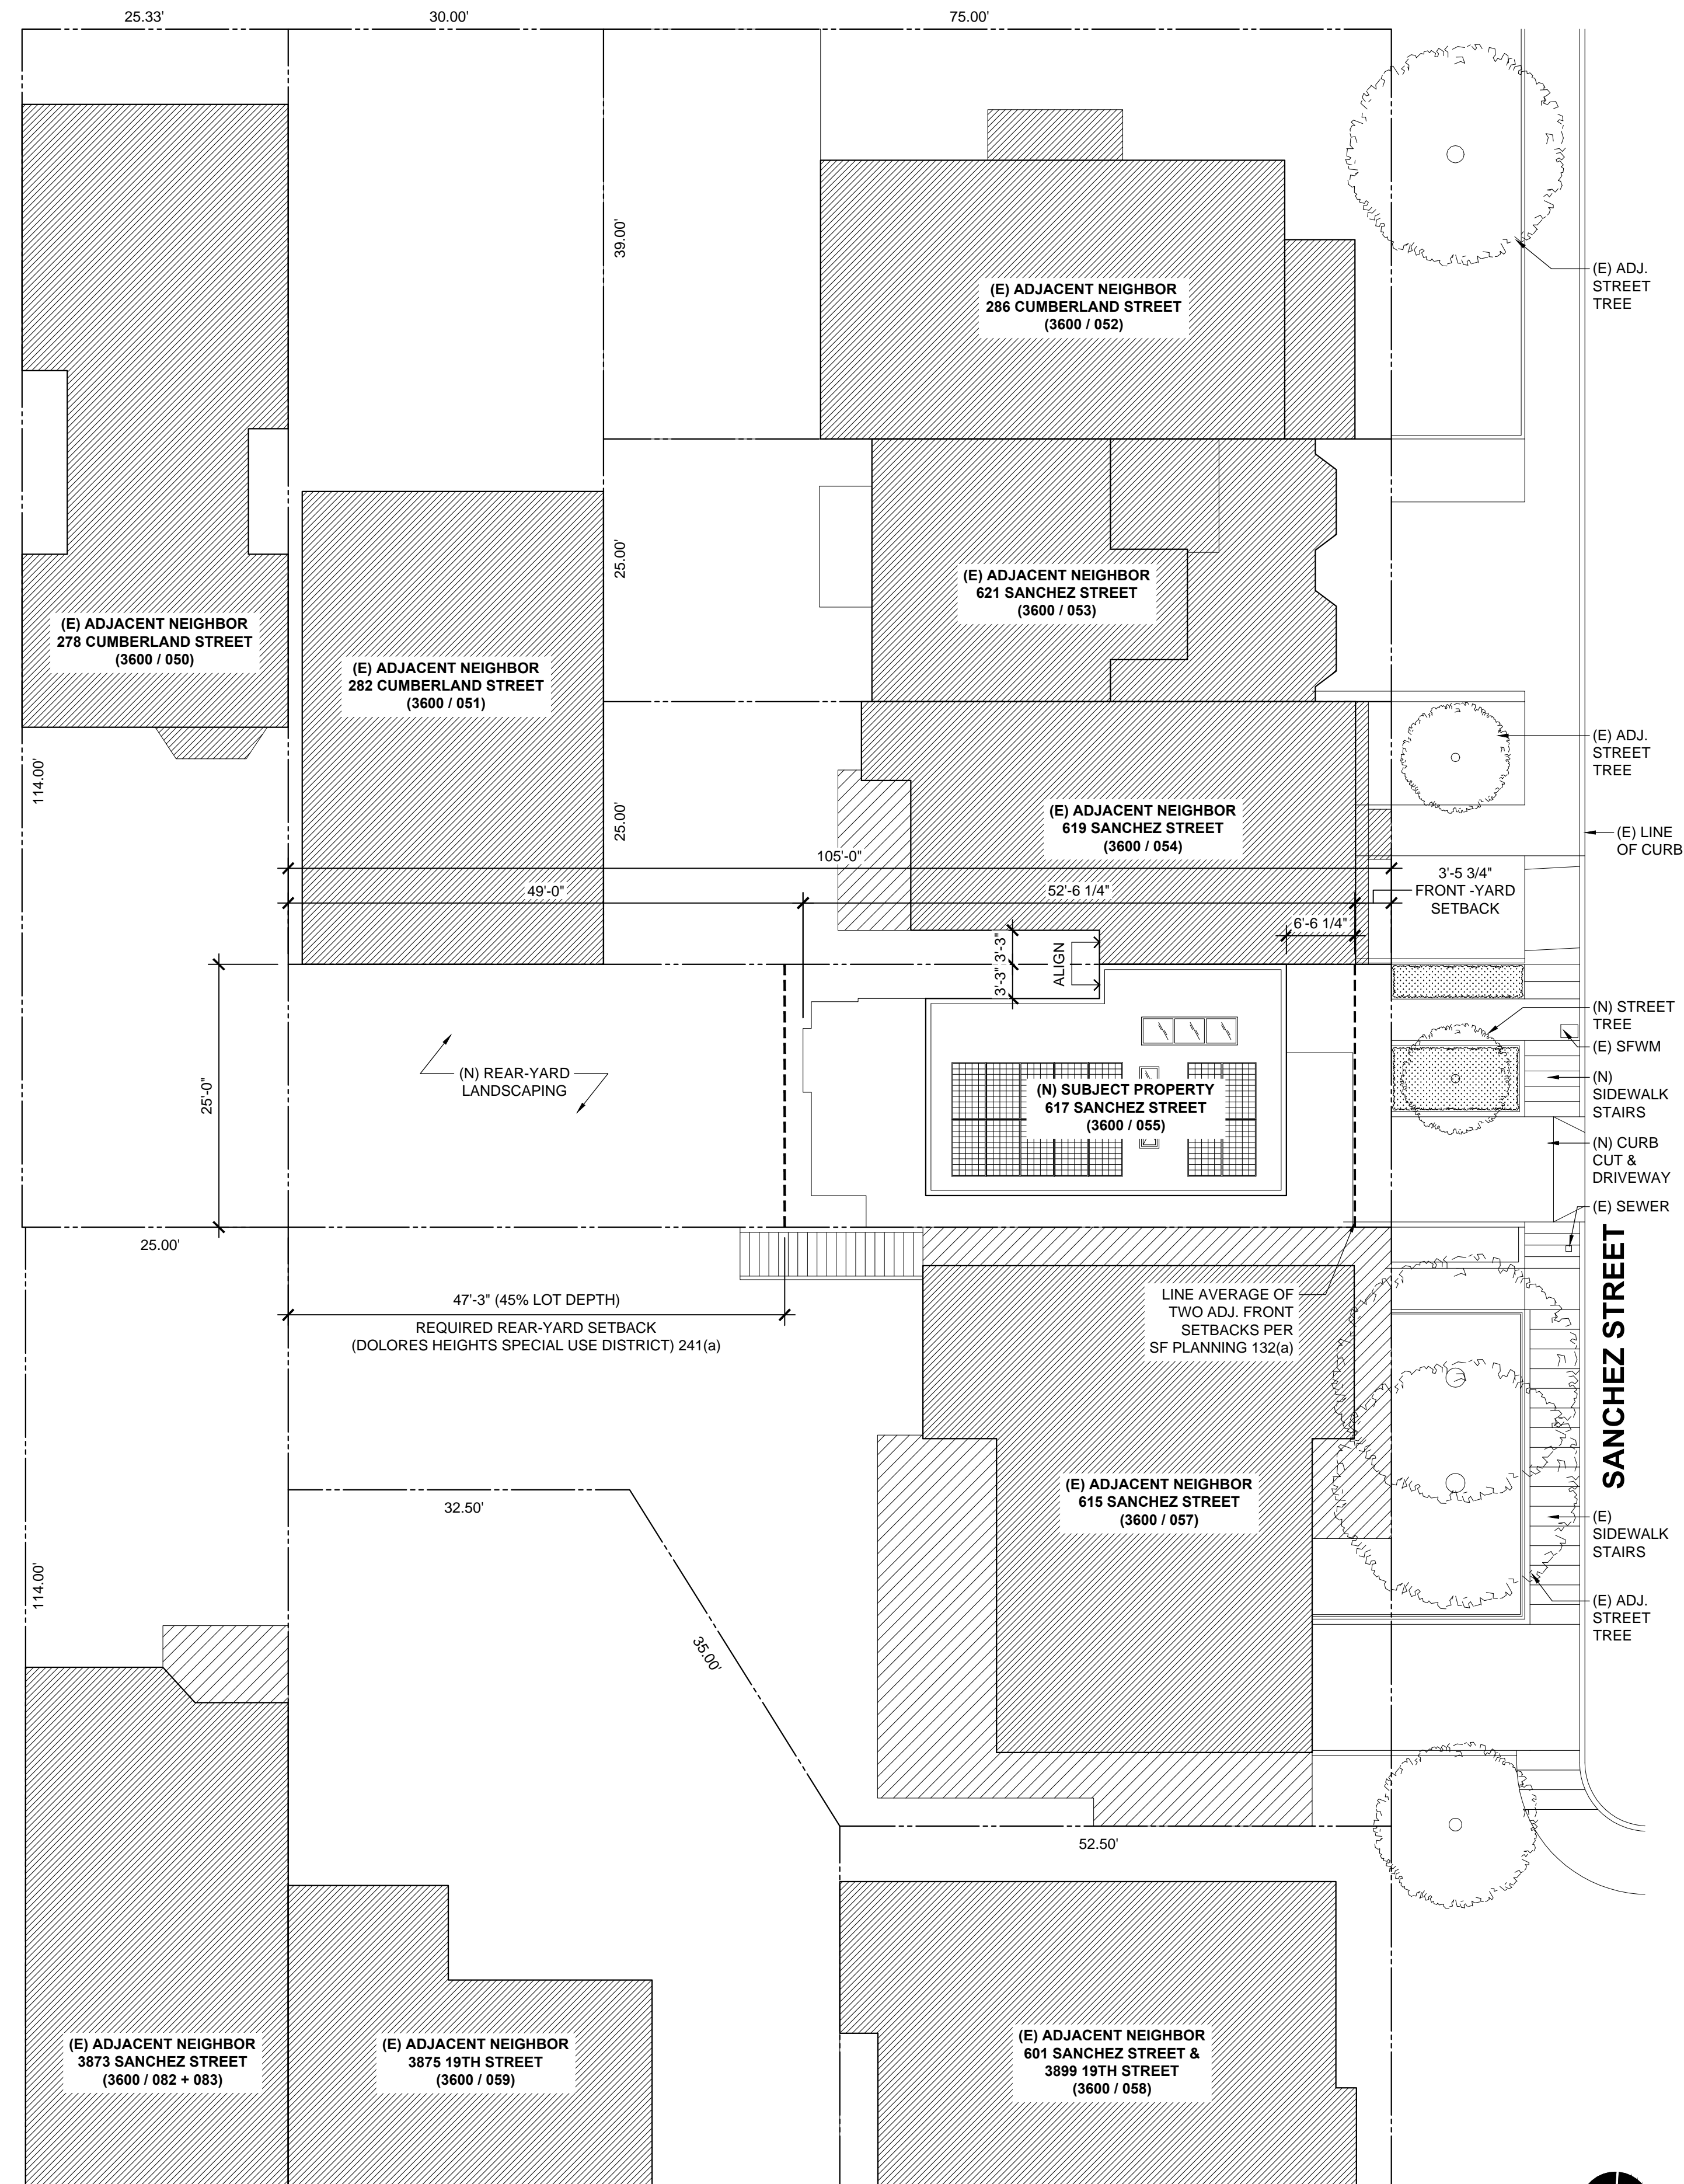 25.33'
30.00'
75.00'
39.00'
(E) ADJ.
STREET
TREE
(E) ADJACENT NEIGHBOR
286 CUMBERLAND STREET
(3600 / 052)
25.00'
(E) ADJACENT NEIGHBOR
621 SANCHEZ STREET
(3600 / 053)
(E) ADJACENT NEIGHBOR
278 CUMBERLAND STREET
(3600 / 050)
(E) ADJACENT NEIGHBOR
282 CUMBERLAND STREET
(3600 / 051)
114.00'
25.00'
(E) ADJ.
STREET
TREE
(E) ADJACENT NEIGHBOR
619 SANCHEZ STREET
(3600 / 054)
(E) LINE
OF CURB
105'-0"
49'-0"
52'-6 1/4"
3'-5 3/4"
FRONT -YARD
SETBACK
6'-6 1/4"
3'-3"
3'-3"
ALIGN
(N) STREET
TREE
(E) SFWM
(N)
SIDEWALK
STAIRS
(N) CURB
CUT &
DRIVEWAY
(E) SEWER
25'-0"
(N) REAR-YARD
LANDSCAPING
(N) SUBJECT PROPERTY
617 SANCHEZ STREET
(3600 / 055)
25.00'
47'-3" (45% LOT DEPTH)
REQUIRED REAR-YARD SETBACK
(DOLORES HEIGHTS SPECIAL USE DISTRICT) 241(a)
LINE AVERAGE OF
TWO ADJ. FRONT
SETBACKS PER
SF PLANNING 132(a)
SANCHEZ STREET
32.50'
(E) ADJACENT NEIGHBOR
615 SANCHEZ STREET
(3600 / 057)
(E)
SIDEWALK
STAIRS
(E) ADJ.
STREET
TREE
114.00'
35.00'
52.50'
(E) ADJACENT NEIGHBOR
3873 SANCHEZ STREET
(3600 / 082 + 083)
(E) ADJACENT NEIGHBOR
3875 19TH STREET
(3600 / 059)
(E) ADJACENT NEIGHBOR
601 SANCHEZ STREET &
3899 19TH STREET
(3600 / 058)